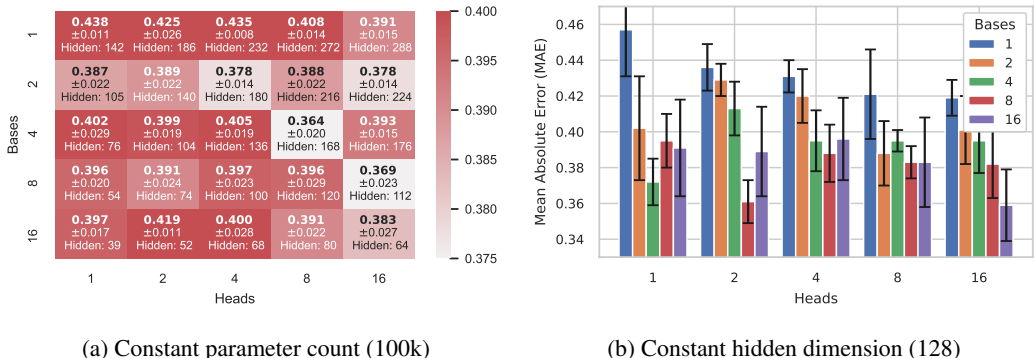 0.438 0.425 0.435 0.408 0.391
±0.011 ±0.026 ±0.008 ±0.014 ±0.015
Hidden: 142 Hidden: 186 Hidden: 232 Hidden: 272 Hidden: 288
0.387 0.389 0.378 0.388 0.378
±0.022 ±0.022 ±0.014 ±0.022 ±0.014
Hidden: 105 Hidden: 140 Hidden: 180 Hidden: 216 Hidden: 224
0.402 0.399 0.405 0.364 0.393
±0.029 ±0.019 ±0.019 ±0.020 ±0.015
Hidden: 76 Hidden: 104 Hidden: 136 Hidden: 168 Hidden: 176
0.396 0.391 0.397 0.396 0.369
±0.020 ±0.024 ±0.023 ±0.029 ±0.023
Hidden: 54 Hidden: 74 Hidden: 100 Hidden: 120 Hidden: 112
0.397 0.419 0.400 0.391 0.383
±0.017 ±0.011 ±0.028 ±0.022 ±0.027
Hidden: 39 Hidden: 52 Hidden: 68 Hidden: 80 Hidden: 64
1
2
4
8
16
Bases
1 2 4 8 16
Heads
0.400
0.395
0.390
0.385
0.380
0.375
(a) Constant parameter count (100k)
Mean Absolute Error (MAE)
0.46
0.44
0.42
0.40
0.38
0.36
0.34
1 2 4 8 16
Heads
Bases
1
2
4
8
16
(b) Constant hidden dimension (128)